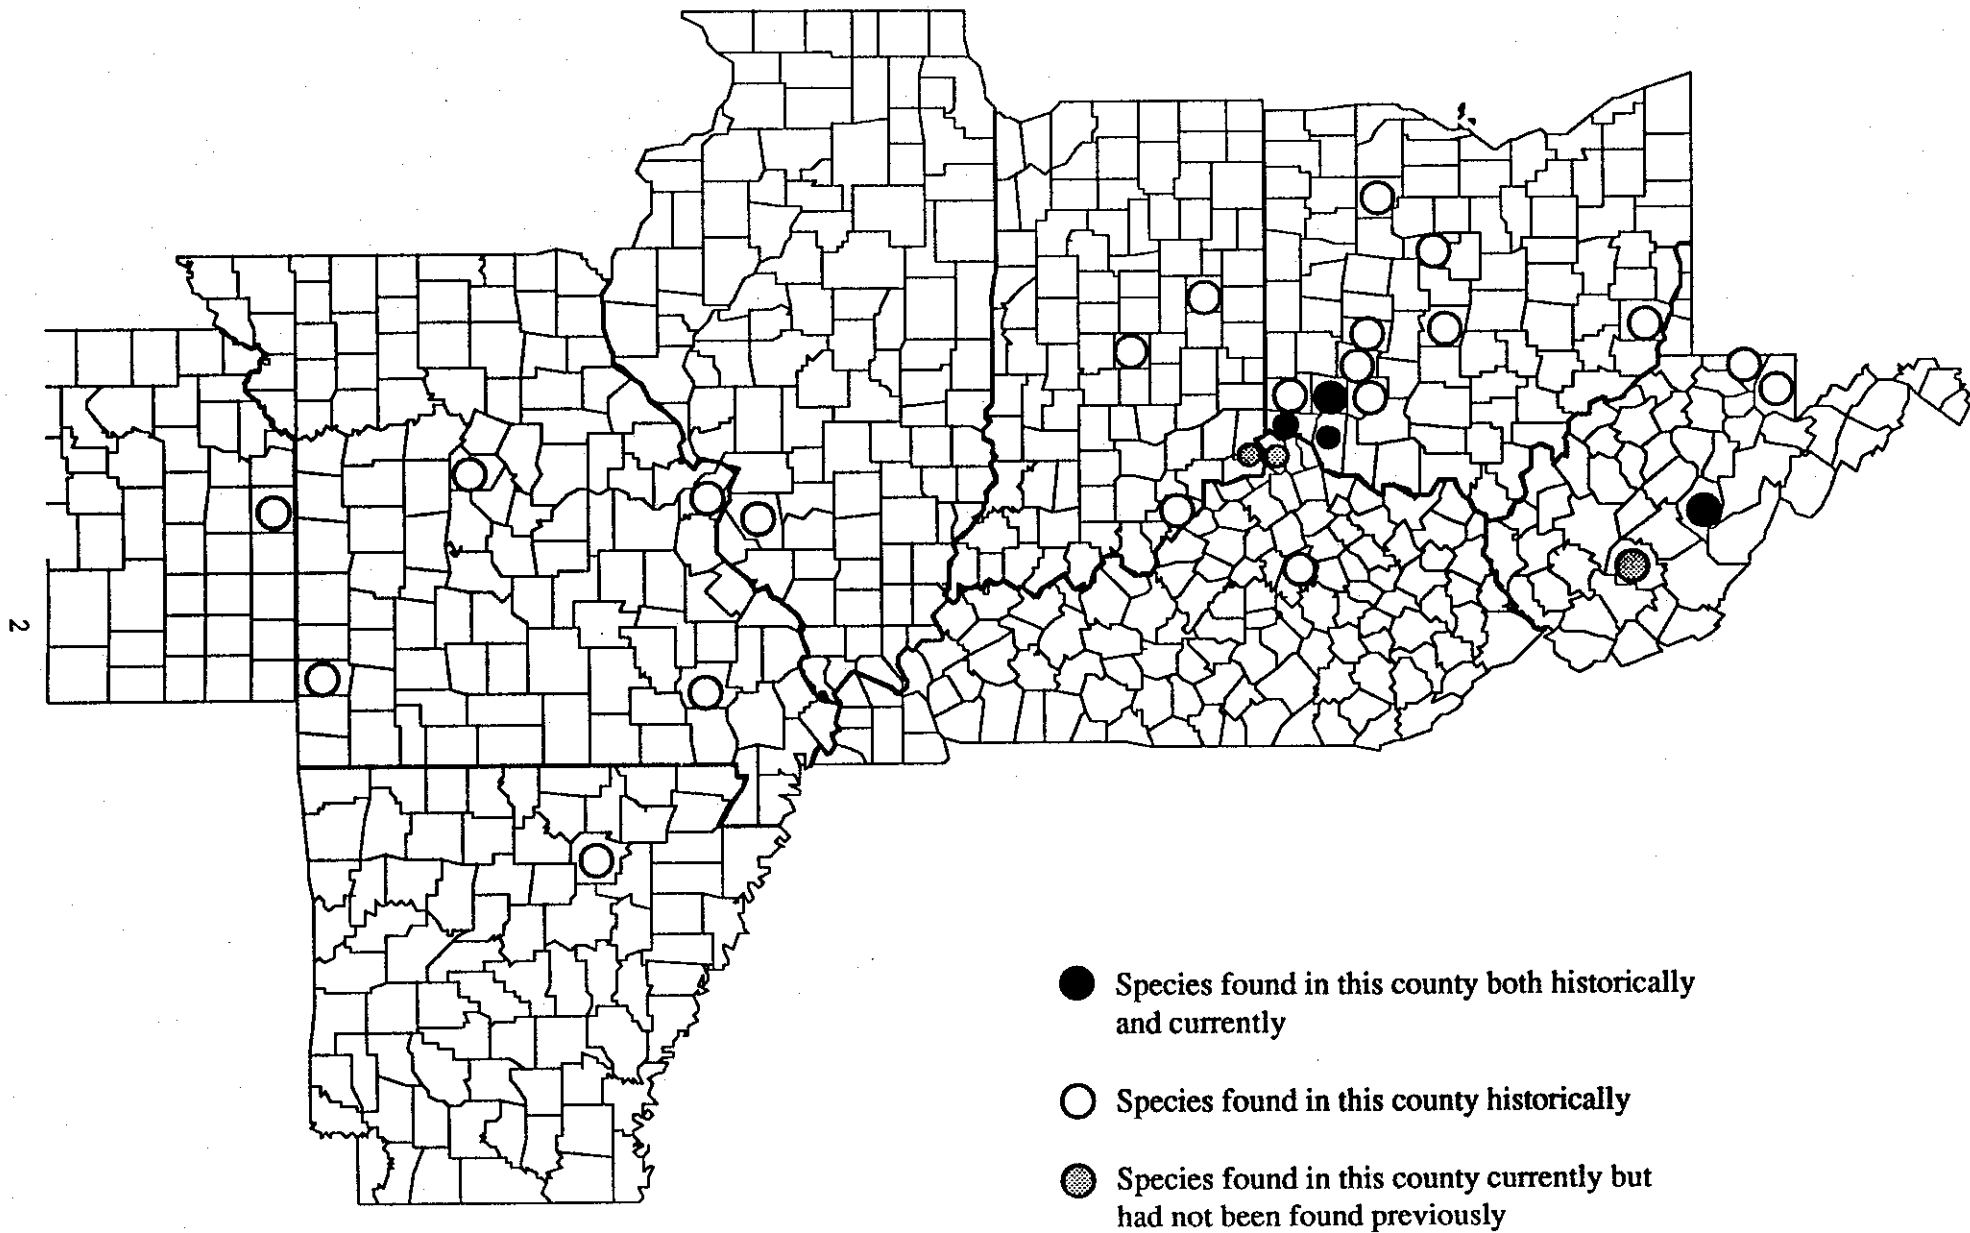 2
Species found in this county both historically
and currently
Species found in this county historically
Species found in this county currently but
had not been found previously